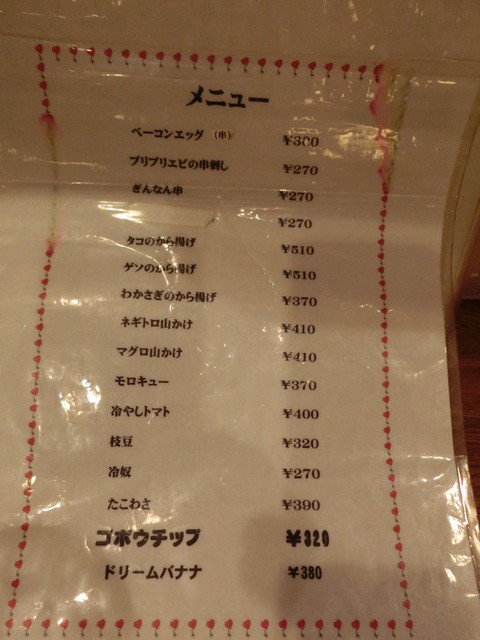 メニュー
ベーコンエッグ（串） ¥300
プリプリエビの串刺し ¥270
ぎんなん串 ¥270
¥270
タコのから揚げ ¥510
ゲソのから揚げ ¥510
わかさぎのから揚げ ¥370
ネギトロ山かけ ¥410
マグロ山かけ ¥410
モロキュー ¥370
冷やしトマト ¥400
枝豆 ¥320
冷奴 ¥270
たこわさ ¥390
ゴボウチップ ¥320
ドリームバナナ ¥380